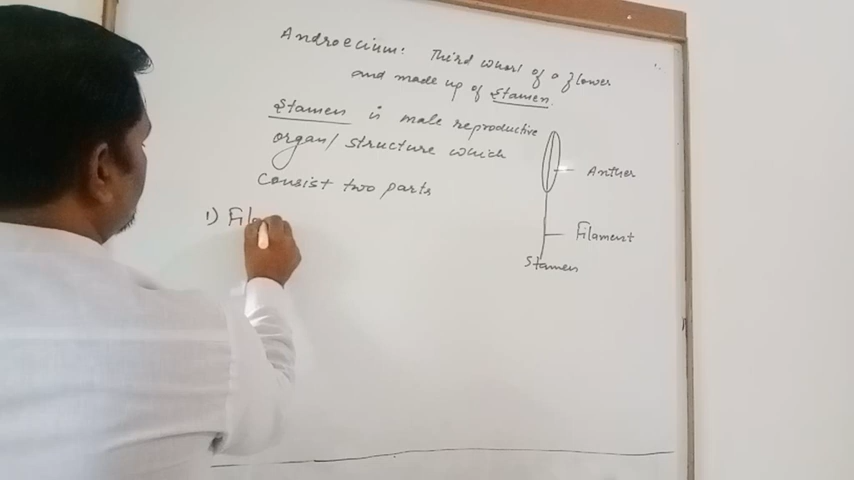 Androecium: Third whorl of a flower
and made up of Stamen.
Stamen is male reproductive
organ/structure which
consist two parts
1) Fila
Anther
Filament
Stamen